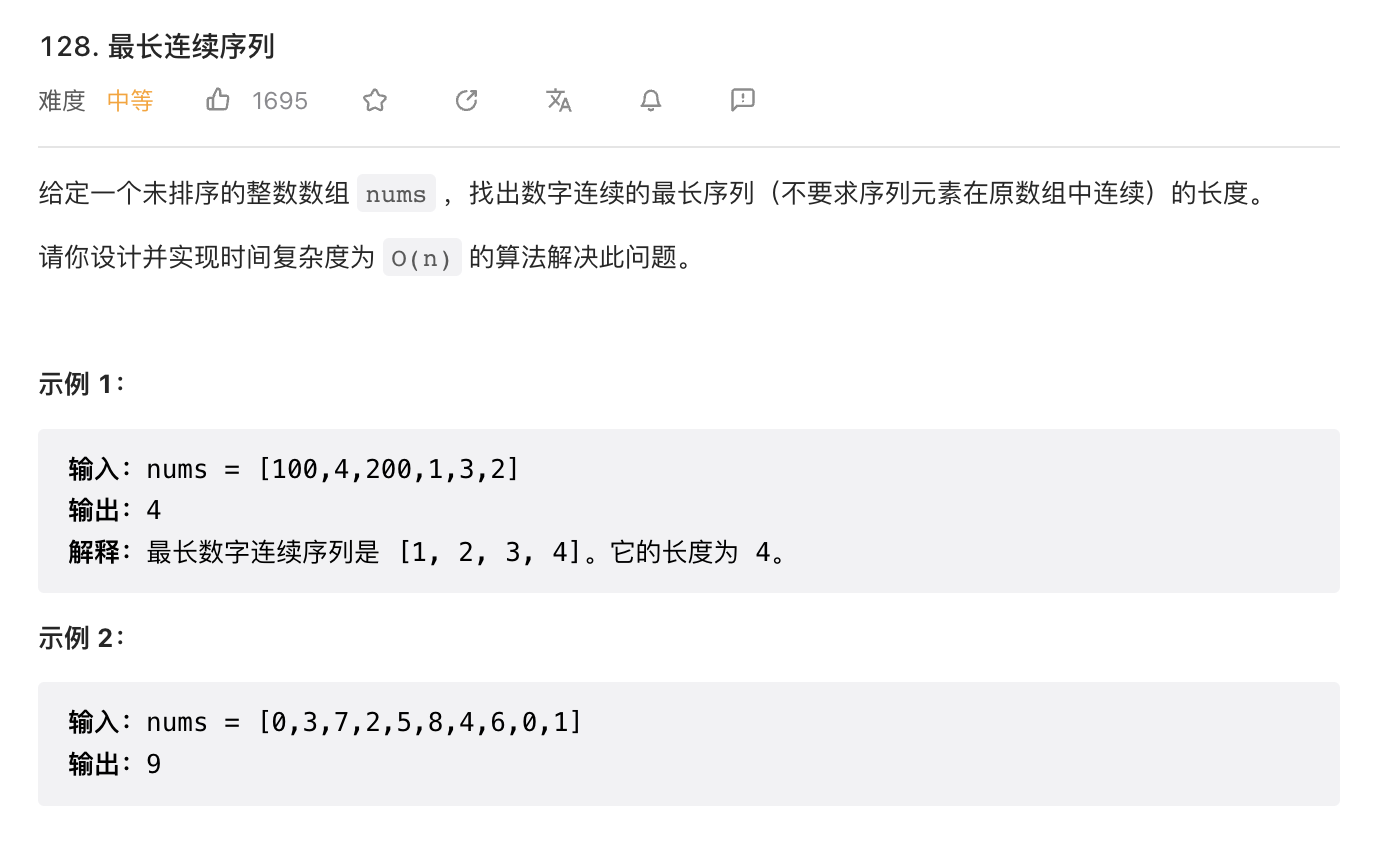 128. 最长连续序列
难度 中等 1695
给定一个未排序的整数数组 nums ，找出数字连续的最长序列（不要求序列元素在原数组中连续）的长度。
请你设计并实现时间复杂度为 O(n) 的算法解决此问题。
示例 1：
输入：nums = [100,4,200,1,3,2]
输出：4
解释：最长数字连续序列是 [1, 2, 3, 4]。它的长度为 4。
示例 2：
输入：nums = [0,3,7,2,5,8,4,6,0,1]
输出：9